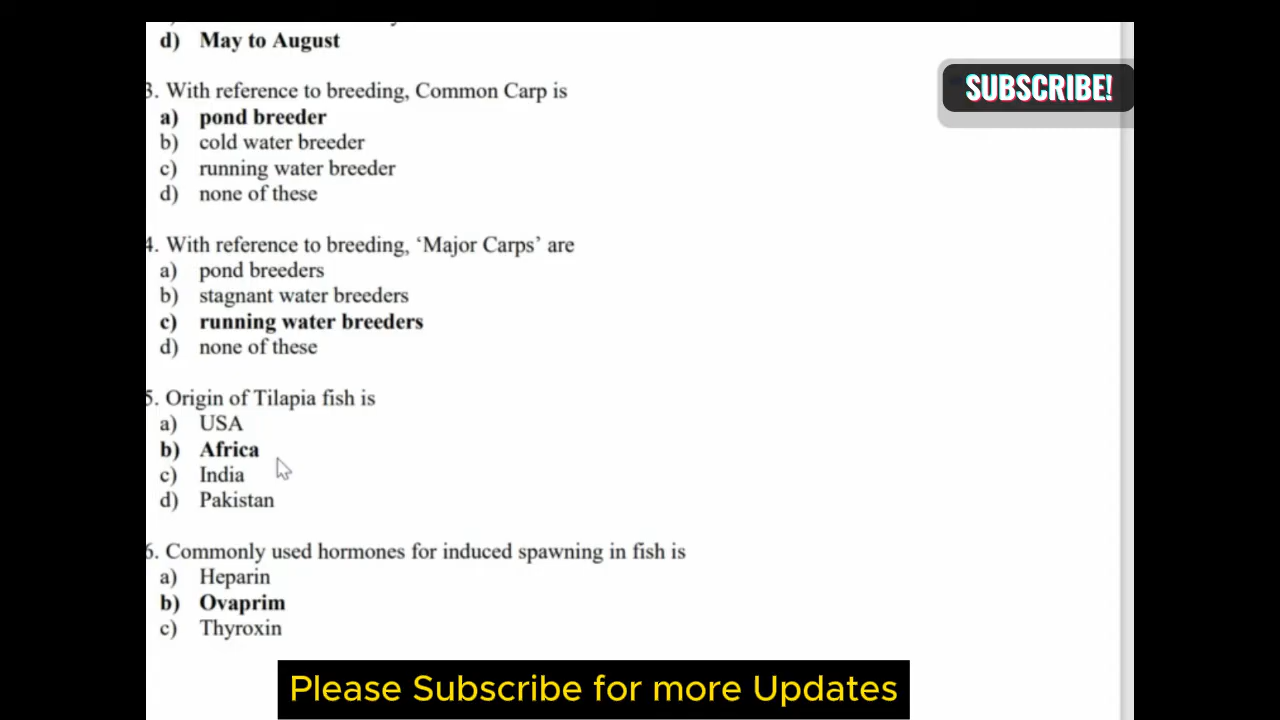 d) May to August
SUBSCRIBE!
3. With reference to breeding, Common Carp is
a) pond breeder
b) cold water breeder
c) running water breeder
d) none of these
4. With reference to breeding, ‘Major Carps’ are
a) pond breeders
b) stagnant water breeders
c) running water breeders
d) none of these
5. Origin of Tilapia fish is
a) USA
b) Africa
c) India
d) Pakistan
6. Commonly used hormones for induced spawning in fish is
a) Heparin
b) Ovaprim
c) Thyroxin
Please Subscribe for more Updates